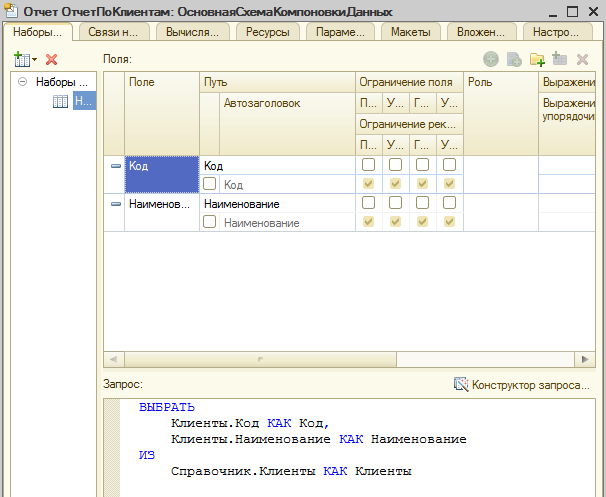 Отчет ОтчетПоКлиентам: ОсновнаяСхемаКомпоновкиДанных
Наборы... Связи н... Вычисля... Ресурсы Параме... Макеты Вложен... Настро...
Поля:
Наборы ...
Н...
Поле Путь Ограничение поля Роль Выражен
Автозаголовок П... У... Г... У... Выражени упорядочи
Ограничение рек...
П... У... Г... У...
Код Код
Код
Наименов... Наименование
Наименование
Запрос: Конструктор запроса...
ВЫБРАТЬ
Клиенты.Код КАК Код,
Клиенты.Наименование КАК Наименование
ИЗ
Справочник.Клиенты КАК Клиенты